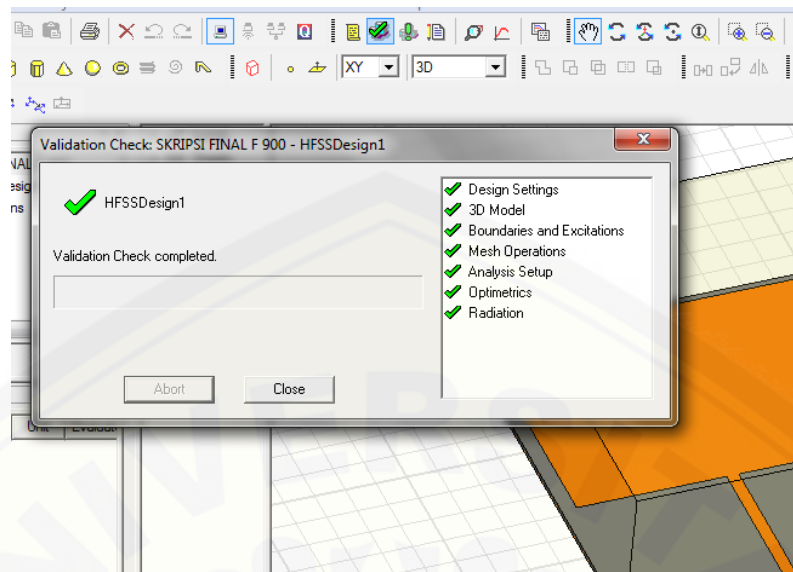 XY
3D
Validation Check: SKRIPSI FINAL F 900 - HFSSDesign1
HFSSDesign1
Validation Check completed.
Design Settings
3D Model
Boundaries and Excitations
Mesh Operations
Analysis Setup
Optimetrics
Radiation
Abort
Close